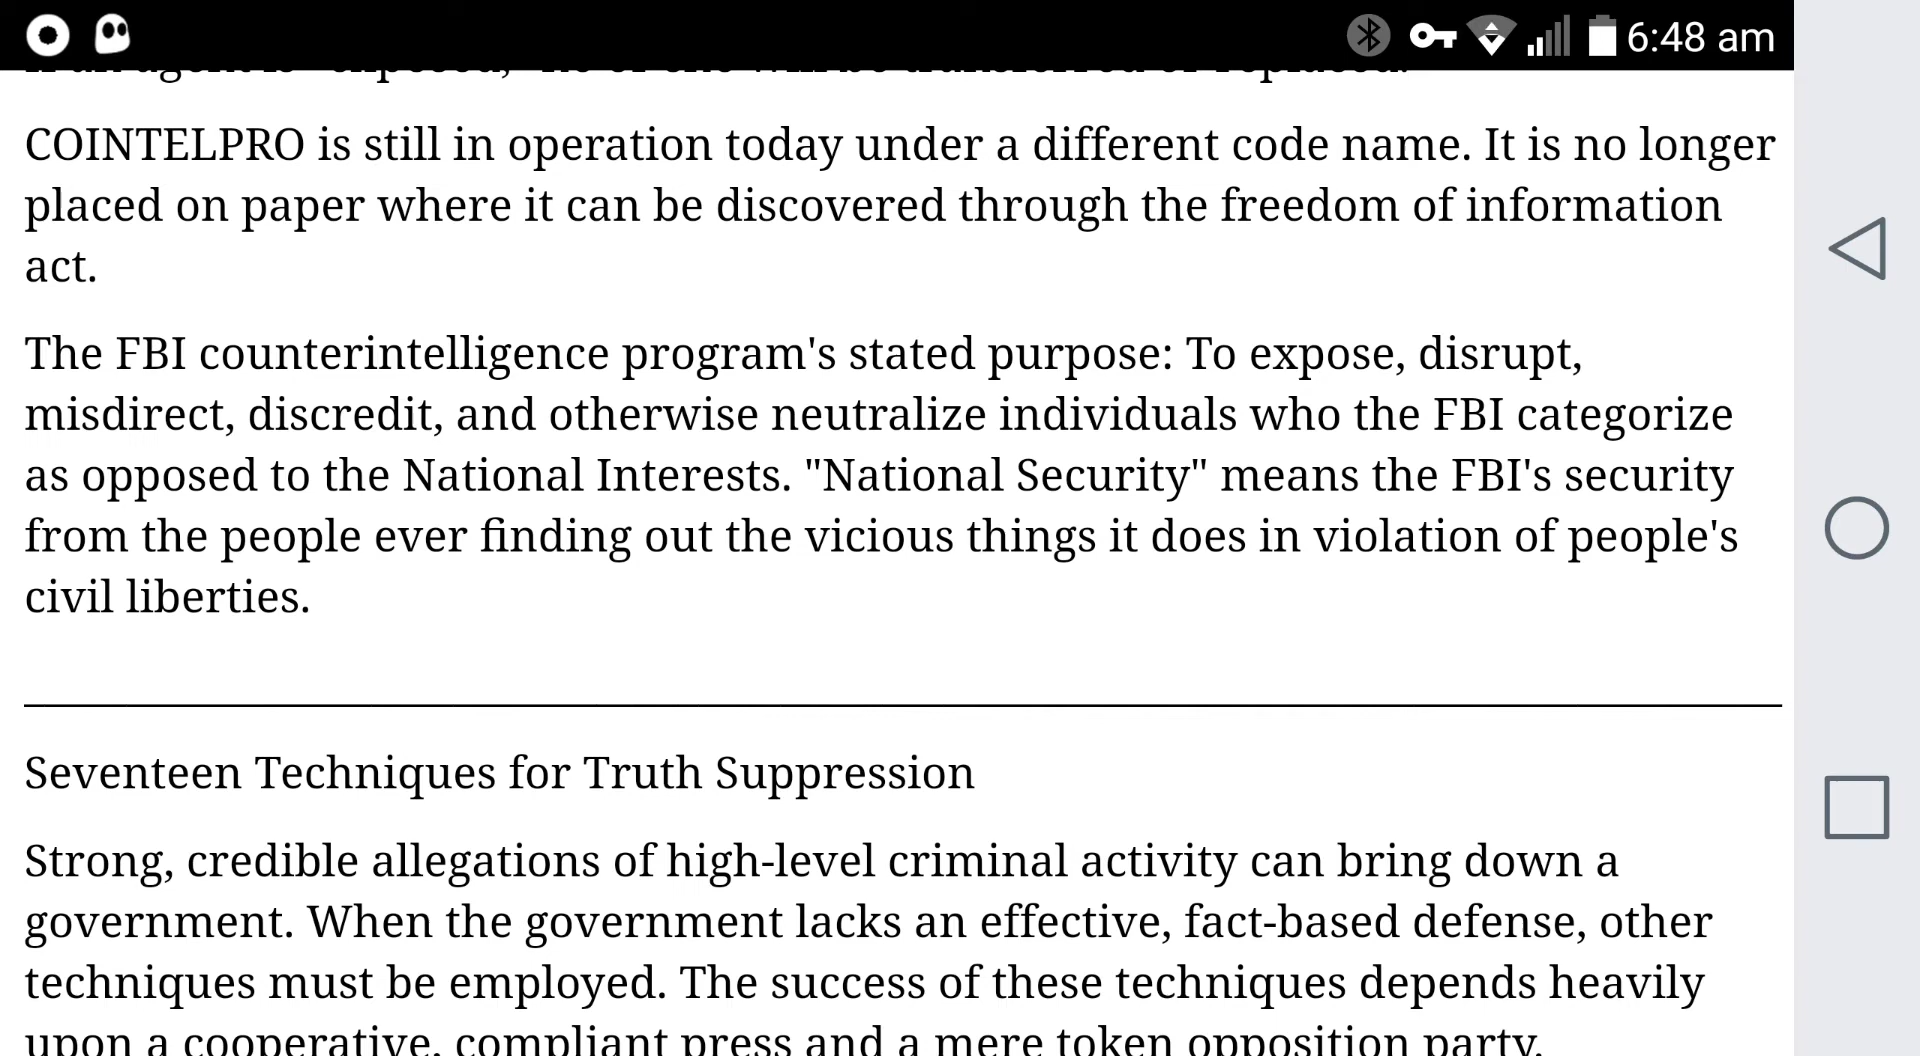 6:48 am
COINTELPRO is still in operation today under a different code name. It is no longer
placed on paper where it can be discovered through the freedom of information
act.
The FBI counterintelligence program's stated purpose: To expose, disrupt,
misdirect, discredit, and otherwise neutralize individuals who the FBI categorize
as opposed to the National Interests. "National Security" means the FBI's security
from the people ever finding out the vicious things it does in violation of people's
civil liberties.
Seventeen Techniques for Truth Suppression
Strong, credible allegations of high-level criminal activity can bring down a
government. When the government lacks an effective, fact-based defense, other
techniques must be employed. The success of these techniques depends heavily
upon a cooperative, compliant press and a mere token opposition party.